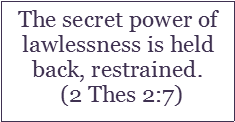 The secret power of
lawlessness is held
back, restrained.
(2 Thes 2:7)